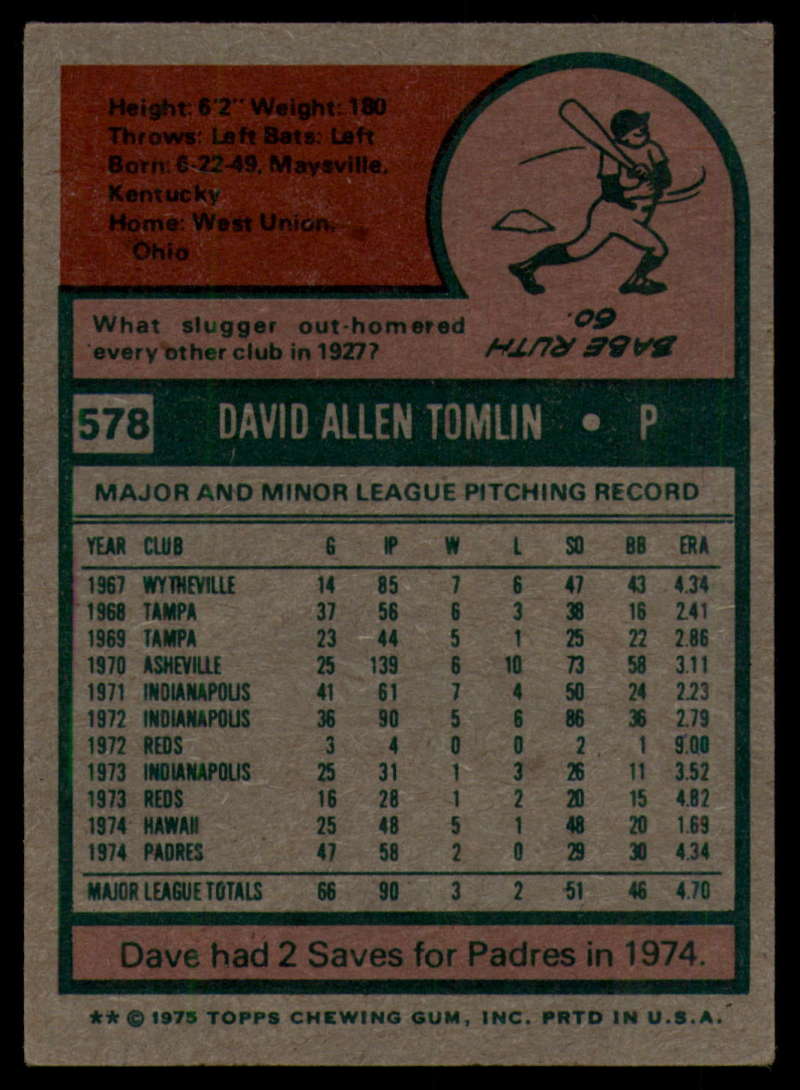 Height: 6'2" Weight: 180
Throws: Left Bats: Left
Born: 6-22-49, Maysville,
Kentucky
Home: West Union,
Ohio
What slugger out-homered
every other club in 1927?
BABE RUTH
60.
578 DAVID ALLEN TOMLIN • P
MAJOR AND MINOR LEAGUE PITCHING RECORD
YEAR CLUB G IP W L SO BB ERA
1967 WYTHEVILLE 14 85 7 6 47 43 4.34
1968 TAMPA 37 56 6 3 38 16 2.41
1969 TAMPA 23 44 5 1 25 22 2.86
1970 ASHEVILLE 25 139 6 10 73 58 3.11
1971 INDIANAPOLIS 41 61 7 4 50 24 2.23
1972 INDIANAPOLIS 36 90 5 6 86 36 2.79
1972 REDS 3 4 0 0 2 1 9.00
1973 INDIANAPOLIS 25 31 1 3 26 11 3.52
1973 REDS 16 28 1 2 20 15 4.82
1974 HAWAII 25 48 5 1 48 20 1.69
1974 PADRES 47 58 2 0 29 30 4.34
MAJOR LEAGUE TOTALS 66 90 3 2 51 46 4.70
Dave had 2 Saves for Padres in 1974.
** © 1975 TOPPS CHEWING GUM, INC. PRTD IN U.S.A.